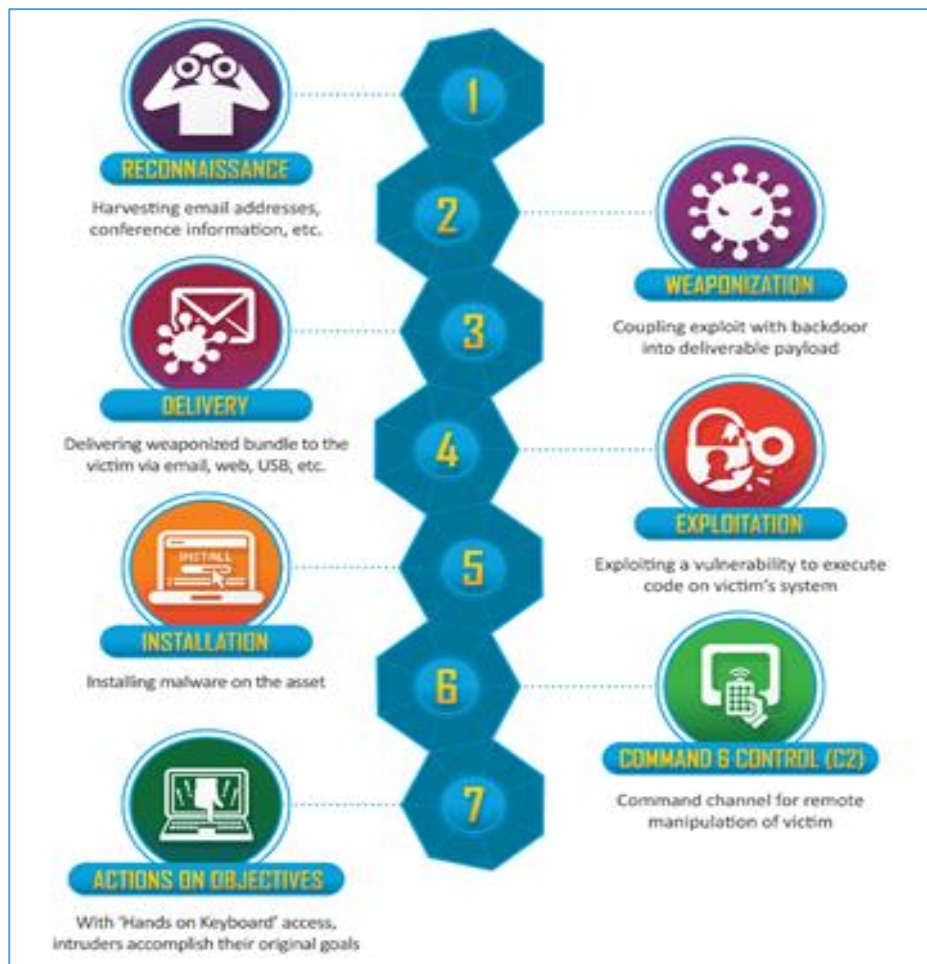 1
RECONNAISSANCE
Harvesting email addresses,
conference information, etc.
2
WEAPONIZATION
Coupling exploit with backdoor
into deliverable payload
3
DELIVERY
Delivering weaponized bundle to the
victim via email, web, USB, etc.
4
EXPLOITATION
Exploiting a vulnerability to execute
code on victim's system
5
INSTALL
INSTALLATION
Installing malware on the asset
6
COMMAND & CONTROL (C2)
Command channel for remote
manipulation of victim
7
ACTIONS ON OBJECTIVES
With 'Hands on Keyboard' access,
intruders accomplish their original goals